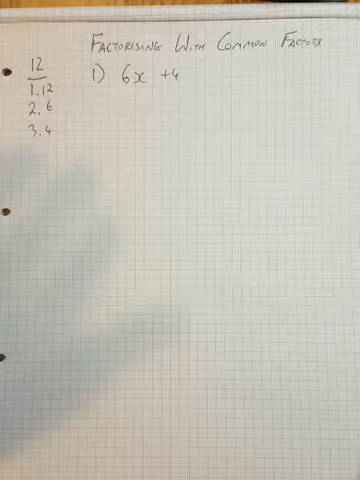 FACTORISING WITH COMMON FACTORS
12
1.12
2.6
3.4
1) 6x +4